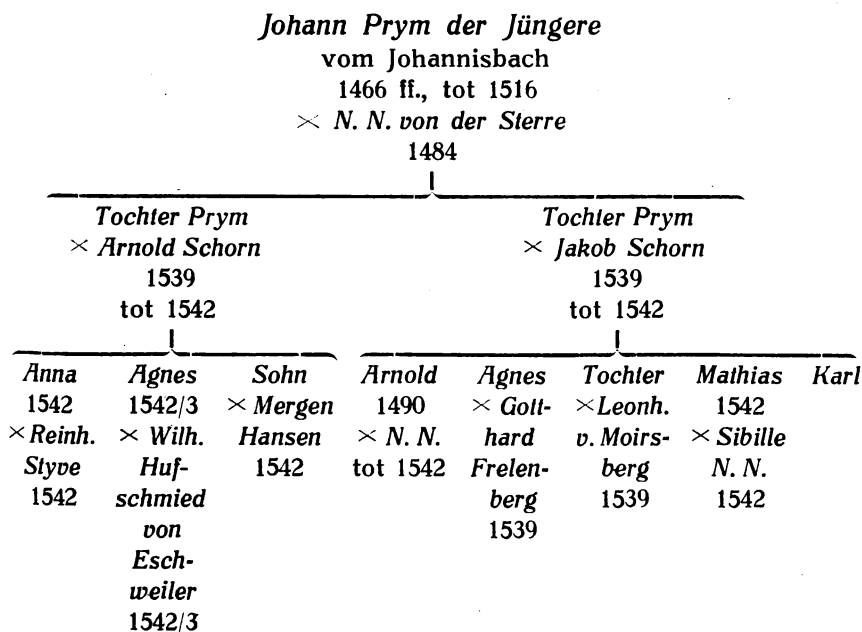 Johann Prym der Jüngere
vom Johannisbach
1466 ff., tot 1516
× N. N. von der Sterre
1484
Tochter Prym
× Arnold Schorn
1539
tot 1542
Tochter Prym
× Jakob Schorn
1539
tot 1542
Anna
1542
× Reinh.
Styve
1542
Agnes
1542/3
× Wilh.
Huf-
schmied
von
Esch-
weiler
1542/3
Sohn
× Mergen
Hansen
1542
Arnold
1490
× N. N.
tot 1542
Agnes
× Gott-
hard
Frelen-
berg
1539
Tochter
× Leonh.
v. Moirs-
berg
1539
Mathias
1542
× Sibille
N. N.
1542
Karl